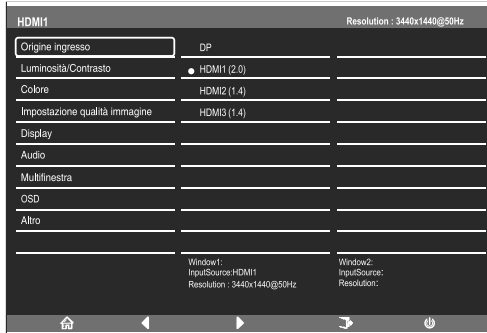 HDMI1 Resolution : 3440x1440@50Hz
Origine ingresso DP
Luminosità/Contrasto HDMI1 (2.0)
Colore HDMI2 (1.4)
Impostazione qualità immagine HDMI3 (1.4)
Display
Audio
Multifinestra
OSD
Altro
Window1: Window2:
InputSource:HDMI1 InputSource:
Resolution : 3440x1440@50Hz Resolution: